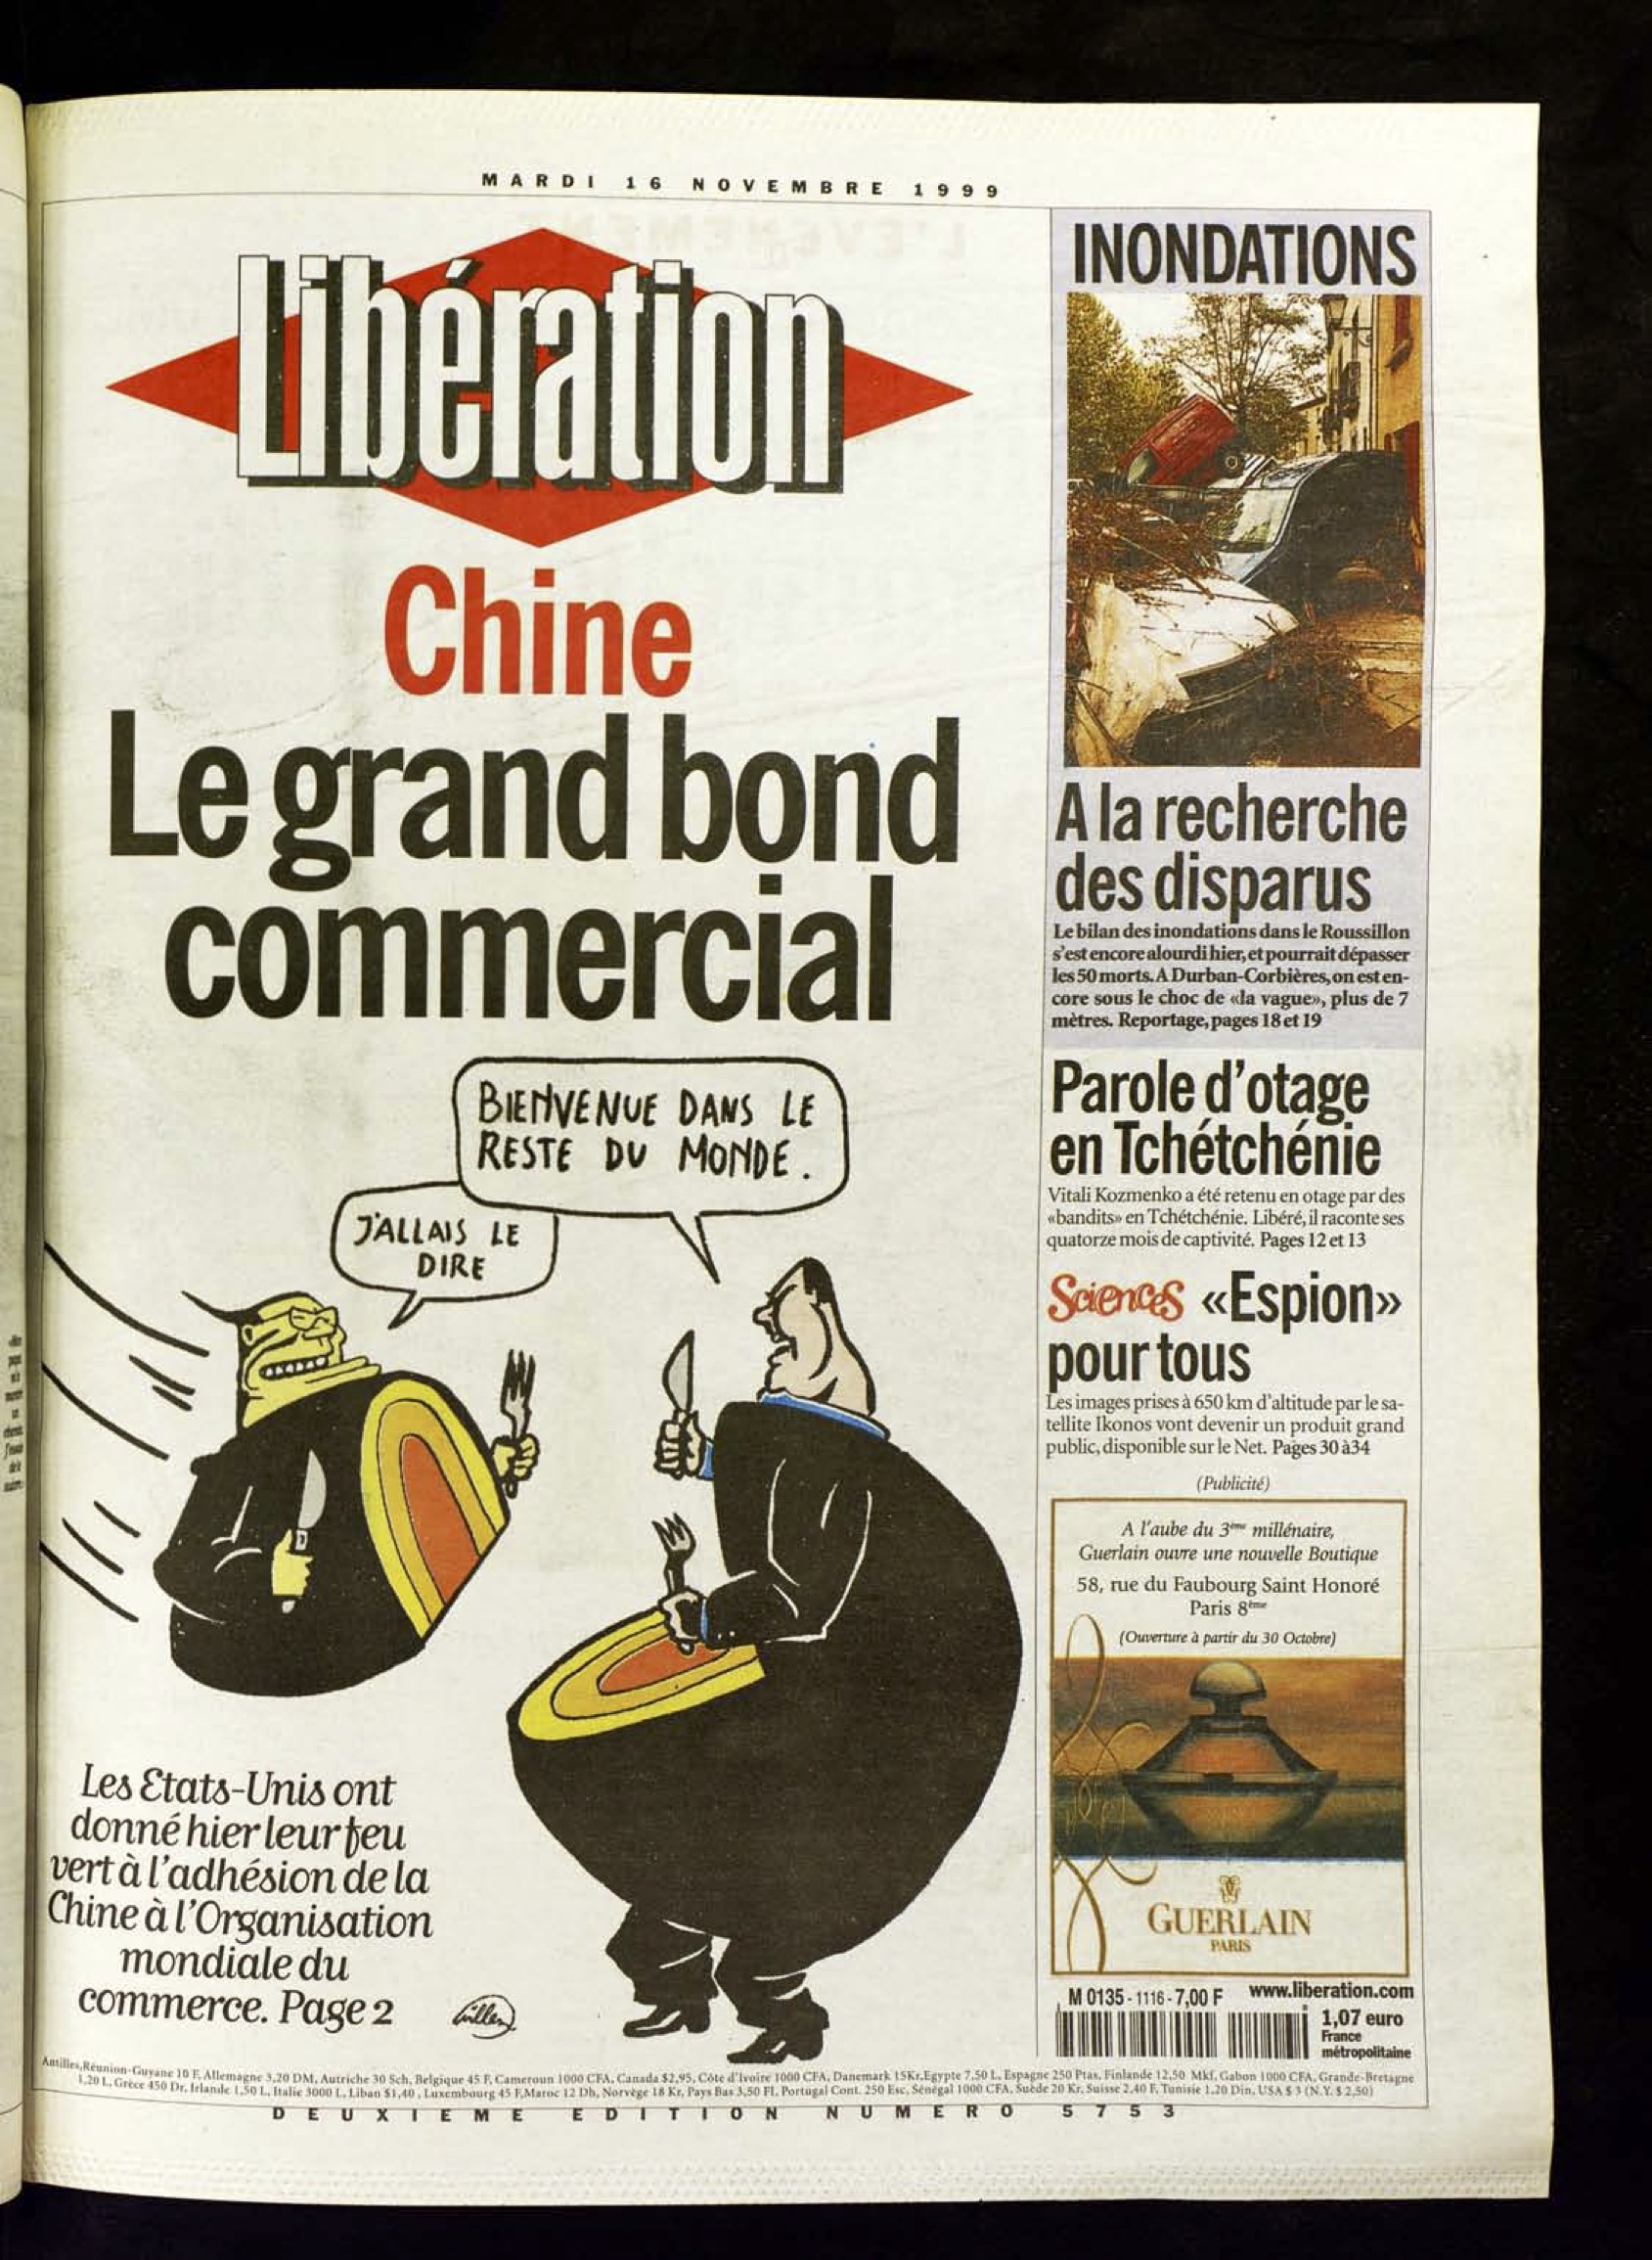 MARDI 16 NOVEMBRE 1999
Libération
Chine
Le grand bond
commercial
BIENVENUE DANS LE
RESTE DU MONDE.
J'ALLAIS LE
DIRE
Les Etats-Unis ont
donné hier leur feu
vert à l'adhésion de la
Chine à l'Organisation
mondiale du
commerce. Page 2
Willem
INONDATIONS
A la recherche
des disparus
Le bilan des inondations dans le Roussillon
s'est encore alourdi hier, et pourrait dépasser
les 50 morts. A Durban-Corbières, on est en-
core sous le choc de «la vague», plus de 7
mètres. Reportage, pages 18 et 19
Parole d'otage
en Tchétchénie
Vitali Kozmenko a été retenu en otage par des
«bandits» en Tchétchénie. Libéré, il raconte ses
quatorze mois de captivité. Pages 12 et 13
Sciences «Espion»
pour tous
Les images prises à 650 km d'altitude par le sa-
tellite Ikonos vont devenir un produit grand
public, disponible sur le Net. Pages 30 à 34
(Publicité)
A l'aube du 3ème millénaire,
Guerlain ouvre une nouvelle Boutique
58, rue du Faubourg Saint Honoré
Paris 8ème
(Ouverture à partir du 30 Octobre)
GUERLAIN
PARIS
M 0135 - 1116 - 7,00 F www.liberation.com
1,07 euro
France
métropolitaine
Antilles, Réunion-Guyane 10 F, Allemagne 3,20 DM, Autriche 30 Sch, Belgique 45 F, Cameroun 1000 CFA, Canada $2,95, Côte d'Ivoire 1000 CFA, Danemark 15Kr, Egypte 7,50 L, Espagne 250 Ptas, Finlande 12,50 Mkf, Gabon 1000 CFA, Grande-Bretagne
1,20 L, Grèce 450 Dr, Irlande 1,50 L, Italie 3000 L, Liban $1,40, Luxembourg 45 F, Maroc 12 Dh, Norvège 18 Kr, Pays Bas 3,50 Fl, Portugal Cont. 250 Esc, Sénégal 1000 CFA, Suède 20 Kr, Suisse 2,40 F, Tunisie 1,20 Din, USA $ 3 (N.Y. $ 2,50)
DEUXIEME EDITION NUMERO 5753